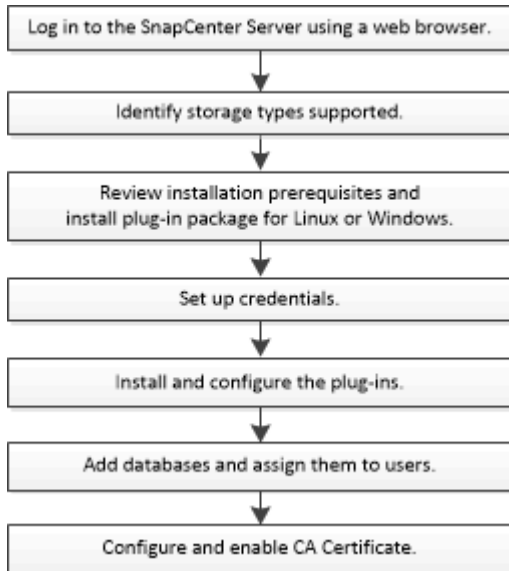 Log in to the SnapCenter Server using a web browser.
Identify storage types supported.
Review installation prerequisites and
install plug-in package for Linux or Windows.
Set up credentials.
Install and configure the plug-ins.
Add databases and assign them to users.
Configure and enable CA Certificate.